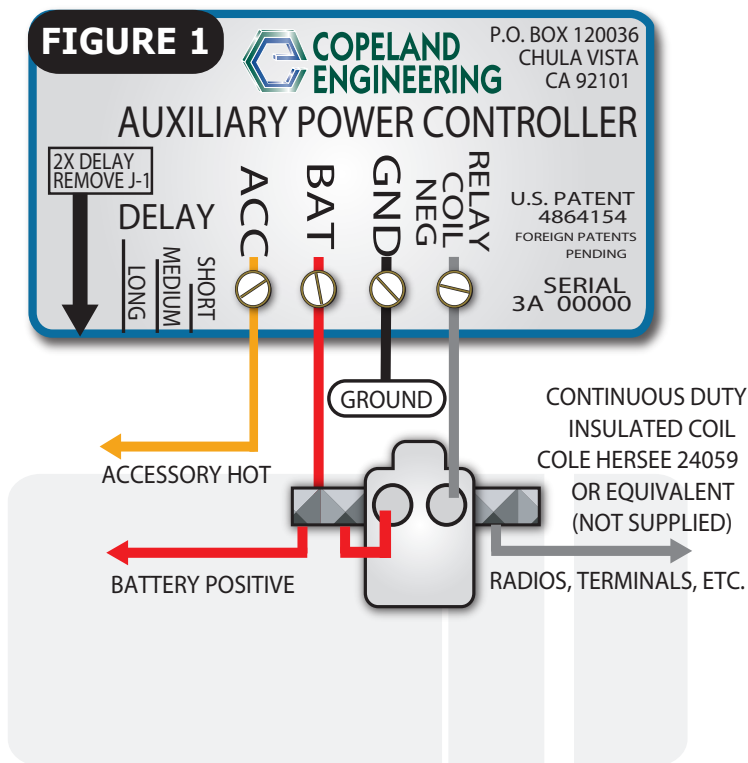 FIGURE 1
COPELAND
ENGINEERING
P.O. BOX 120036
CHULA VISTA
CA 92101
AUXILIARY POWER CONTROLLER
2X DELAY
REMOVE J-1
DELAY
LONG
MEDIUM
SHORT
ACC
BAT
GND
RELAY
COIL
NEG
U.S. PATENT
4864154
FOREIGN PATENTS
PENDING
SERIAL
3A 00000
GROUND
ACCESSORY HOT
CONTINUOUS DUTY
INSULATED COIL
COLE HERSEE 24059
OR EQUIVALENT
(NOT SUPPLIED)
BATTERY POSITIVE
RADIOS, TERMINALS, ETC.